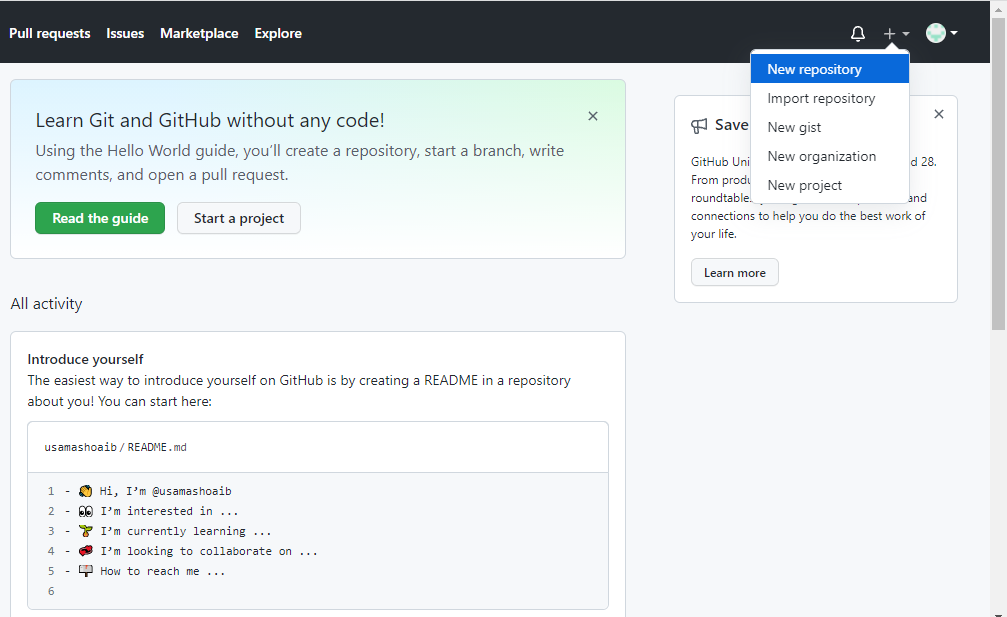 Pull requests Issues Marketplace Explore
New repository
Import repository
New gist
New organization
New project
Learn Git and GitHub without any code!
Using the Hello World guide, you’ll create a repository, start a branch, write
comments, and open a pull request.
Read the guide Start a project
Save
GitHub Uni d 28.
From produ
roundtables and
connections to help you do the best work of
your life.
Learn more
All activity
Introduce yourself
The easiest way to introduce yourself on GitHub is by creating a README in a repository
about you! You can start here:
usamashoaib/README.md
1 - 👋 Hi, I’m @usamashoaib
2 - 👀 I’m interested in ...
3 - 🌱 I’m currently learning ...
4 - 💞️ I’m looking to collaborate on ...
5 - 📫 How to reach me ...
6